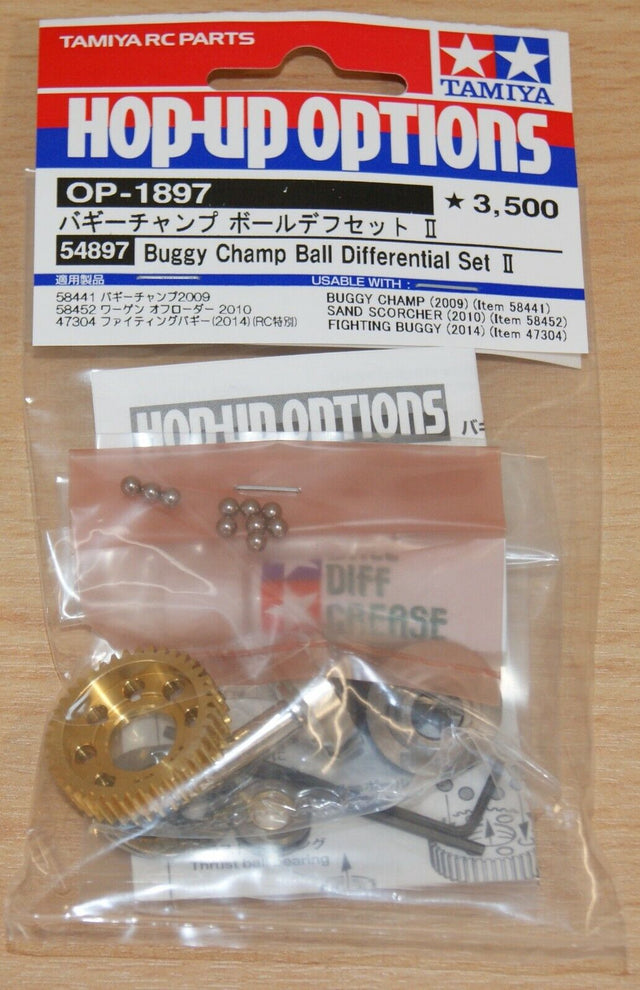 TAMIYA RC PARTS
TAMIYA
HOP-UP OPTIONS
OP-1897
★ 3,500
バギーチャンプ ボールデフセット Ⅱ
54897 Buggy Champ Ball Differential Set Ⅱ
適用製品
USABLE WITH :
58441 バギーチャンプ2009
58452 ワーゲン オフローダー 2010
47304 ファイティングバギー(2014)(RC特別)
BUGGY CHAMP (2009) (Item 58441)
SAND SCORCHER (2010) (Item 58452)
FIGHTING BUGGY (2014) (Item 47304)
HOP-UP OPTIONS
バギ
DIFF
GREASE
Thrust ball bearing